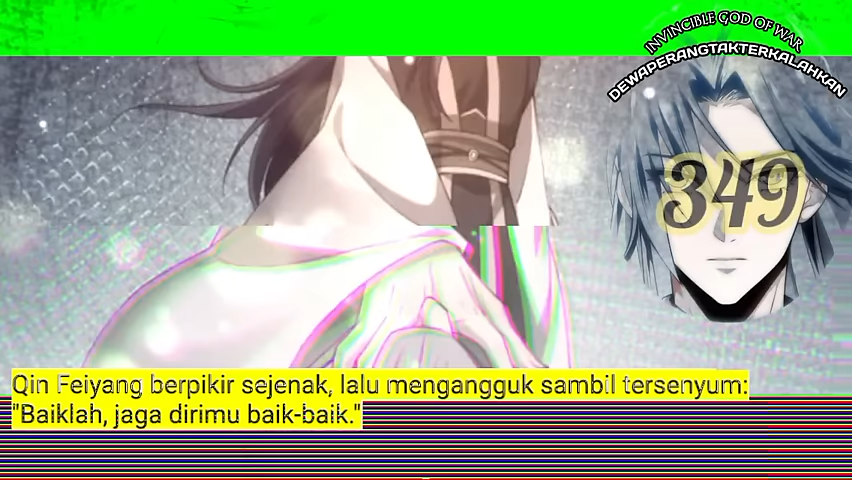 INVINCIBLE GOD OF WAR
DEWAPERANGTAKTERKALAHKAN
349
Qin Feiyang berpikir sejenak, lalu mengangguk sambil tersenyum:
"Baiklah, jaga dirimu baik-baik."